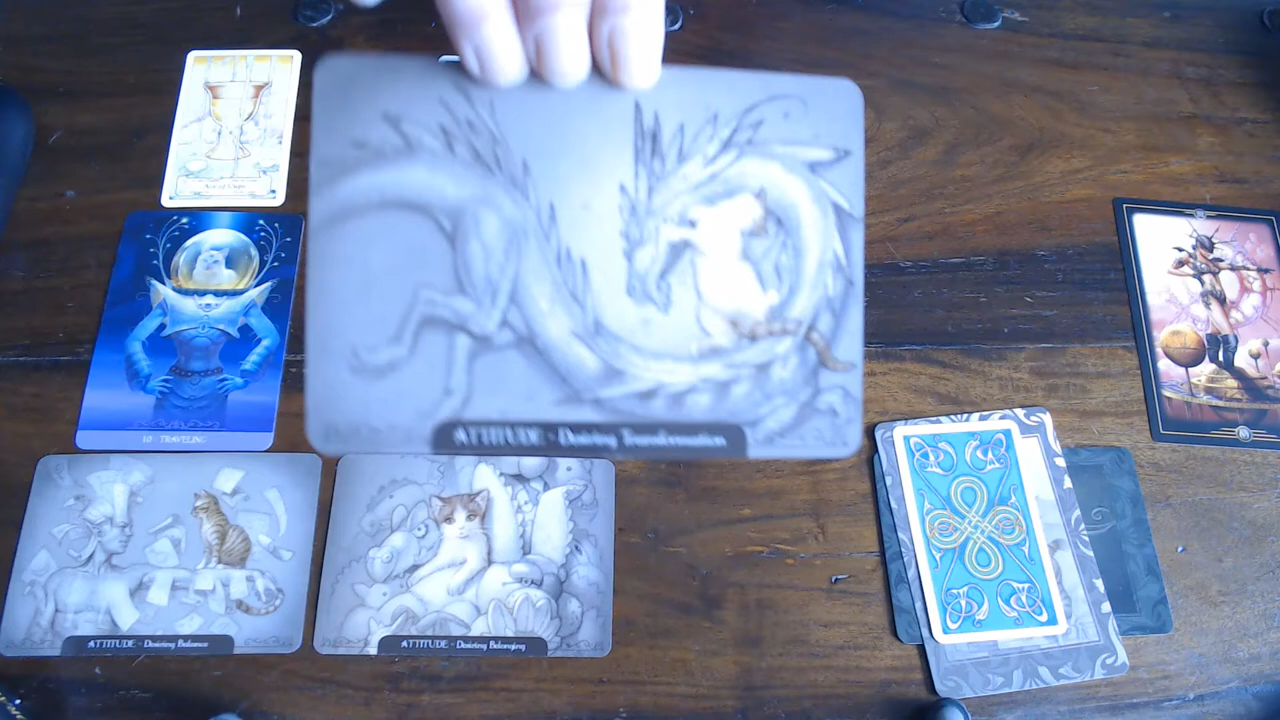 Ace of Cups
10 · TRAVELING
ATTITUDE · Desiring Transformation
ATTITUDE · Desiring Balance
ATTITUDE · Desiring Belonging